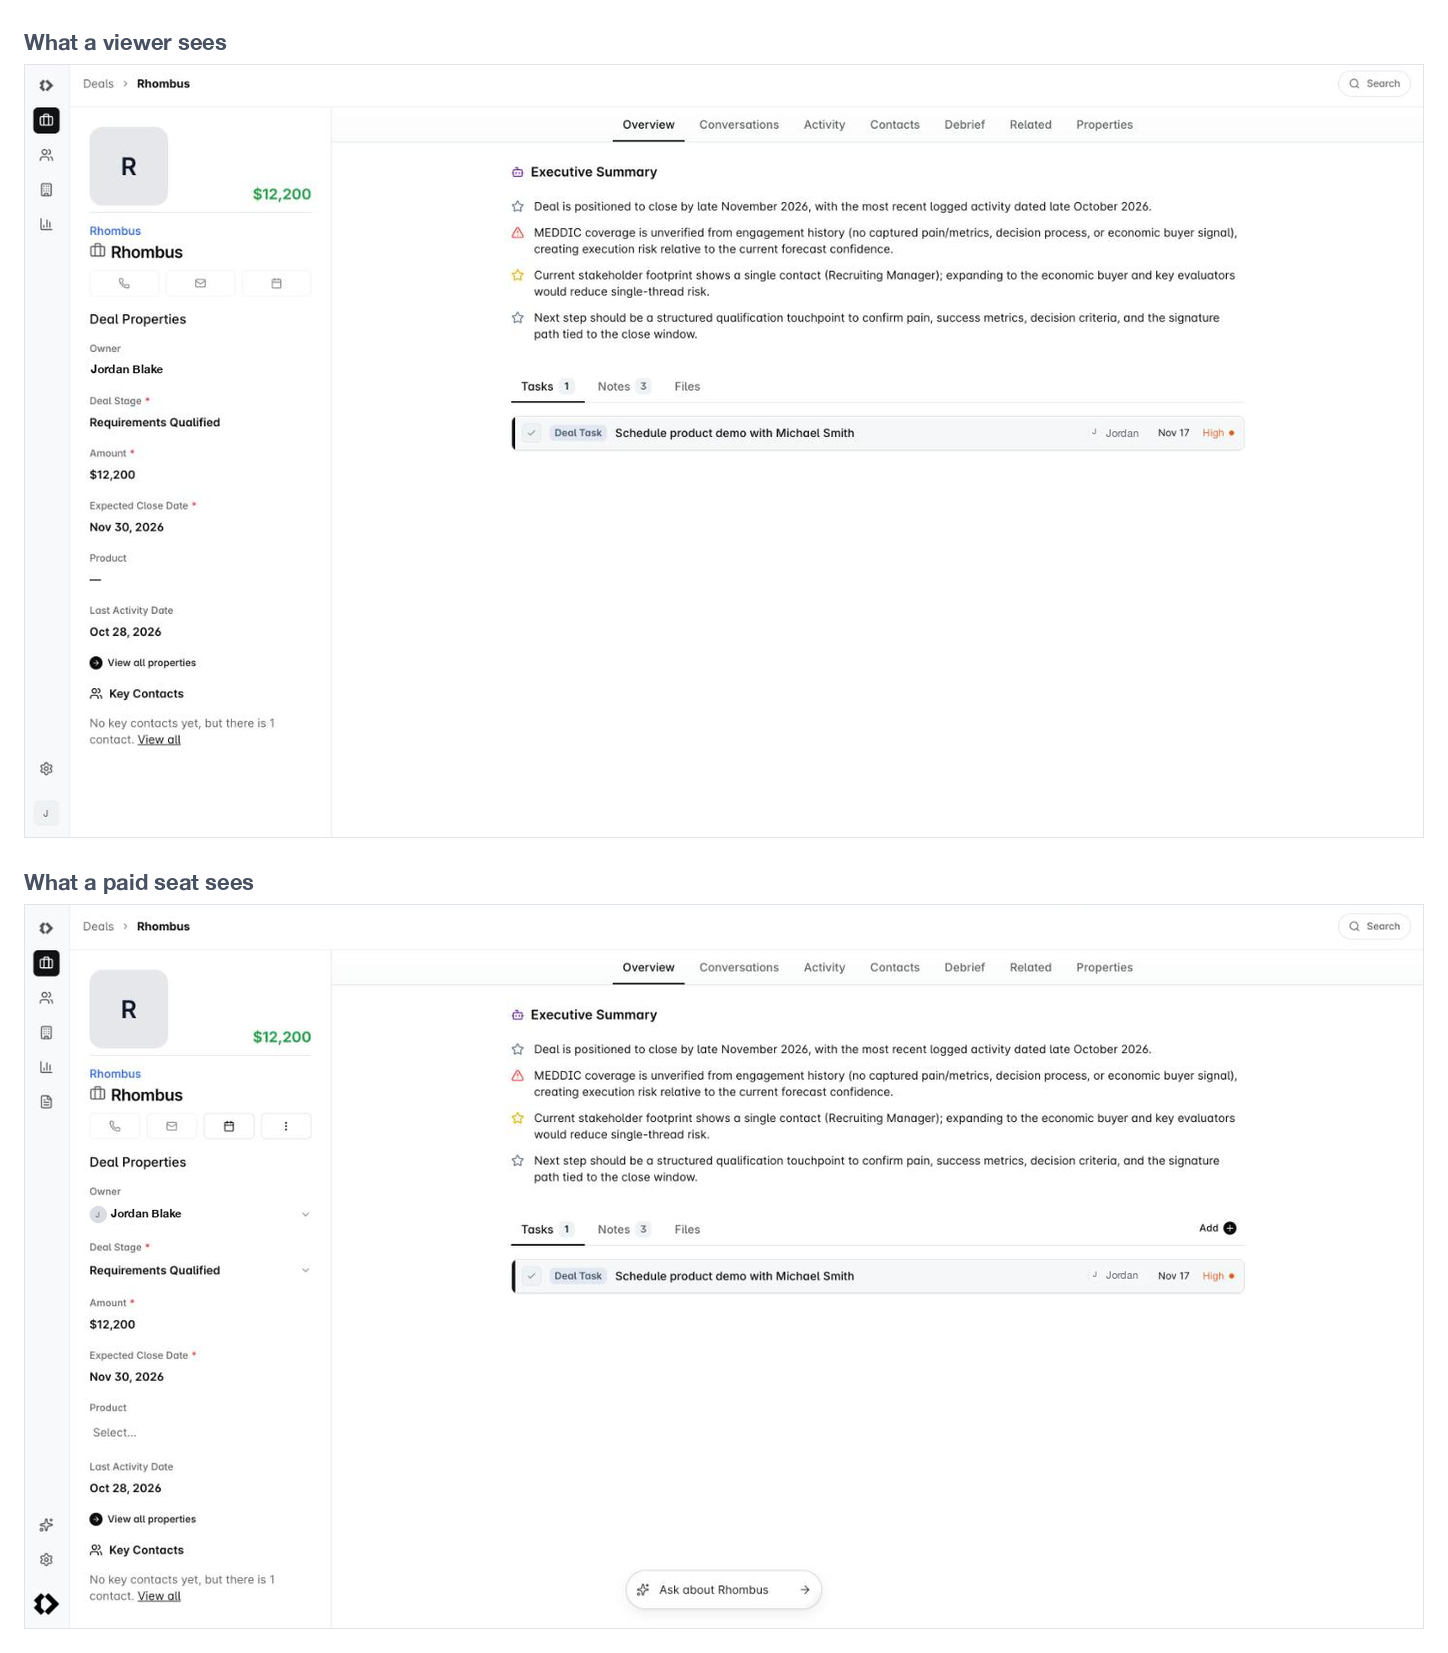 What a viewer sees
Deals > Rhombus
Search
R
$12,200
Rhombus
Rhombus
Deal Properties
Owner
Jordan Blake
Deal Stage *
Requirements Qualified
Amount *
$12,200
Expected Close Date *
Nov 30, 2026
Product
—
Last Activity Date
Oct 28, 2026
View all properties
Key Contacts
No key contacts yet, but there is 1
contact. View all
J
Overview Conversations Activity Contacts Debrief Related Properties
Executive Summary
Deal is positioned to close by late November 2026, with the most recent logged activity dated late October 2026.
MEDDIC coverage is unverified from engagement history (no captured pain/metrics, decision process, or economic buyer signal),
creating execution risk relative to the current forecast confidence.
Current stakeholder footprint shows a single contact (Recruiting Manager); expanding to the economic buyer and key evaluators
would reduce single-thread risk.
Next step should be a structured qualification touchpoint to confirm pain, success metrics, decision criteria, and the signature
path tied to the close window.
Tasks 1 Notes 3 Files
Deal Task Schedule product demo with Michael Smith J Jordan Nov 17 High
What a paid seat sees
Deals > Rhombus
Search
R
$12,200
Rhombus
Rhombus
Deal Properties
Owner
J Jordan Blake
Deal Stage *
Requirements Qualified
Amount *
$12,200
Expected Close Date *
Nov 30, 2026
Product
Select...
Last Activity Date
Oct 28, 2026
View all properties
Key Contacts
No key contacts yet, but there is 1
contact. View all
Overview Conversations Activity Contacts Debrief Related Properties
Executive Summary
Deal is positioned to close by late November 2026, with the most recent logged activity dated late October 2026.
MEDDIC coverage is unverified from engagement history (no captured pain/metrics, decision process, or economic buyer signal),
creating execution risk relative to the current forecast confidence.
Current stakeholder footprint shows a single contact (Recruiting Manager); expanding to the economic buyer and key evaluators
would reduce single-thread risk.
Next step should be a structured qualification touchpoint to confirm pain, success metrics, decision criteria, and the signature
path tied to the close window.
Tasks 1 Notes 3 Files Add
Deal Task Schedule product demo with Michael Smith J Jordan Nov 17 High
Ask about Rhombus